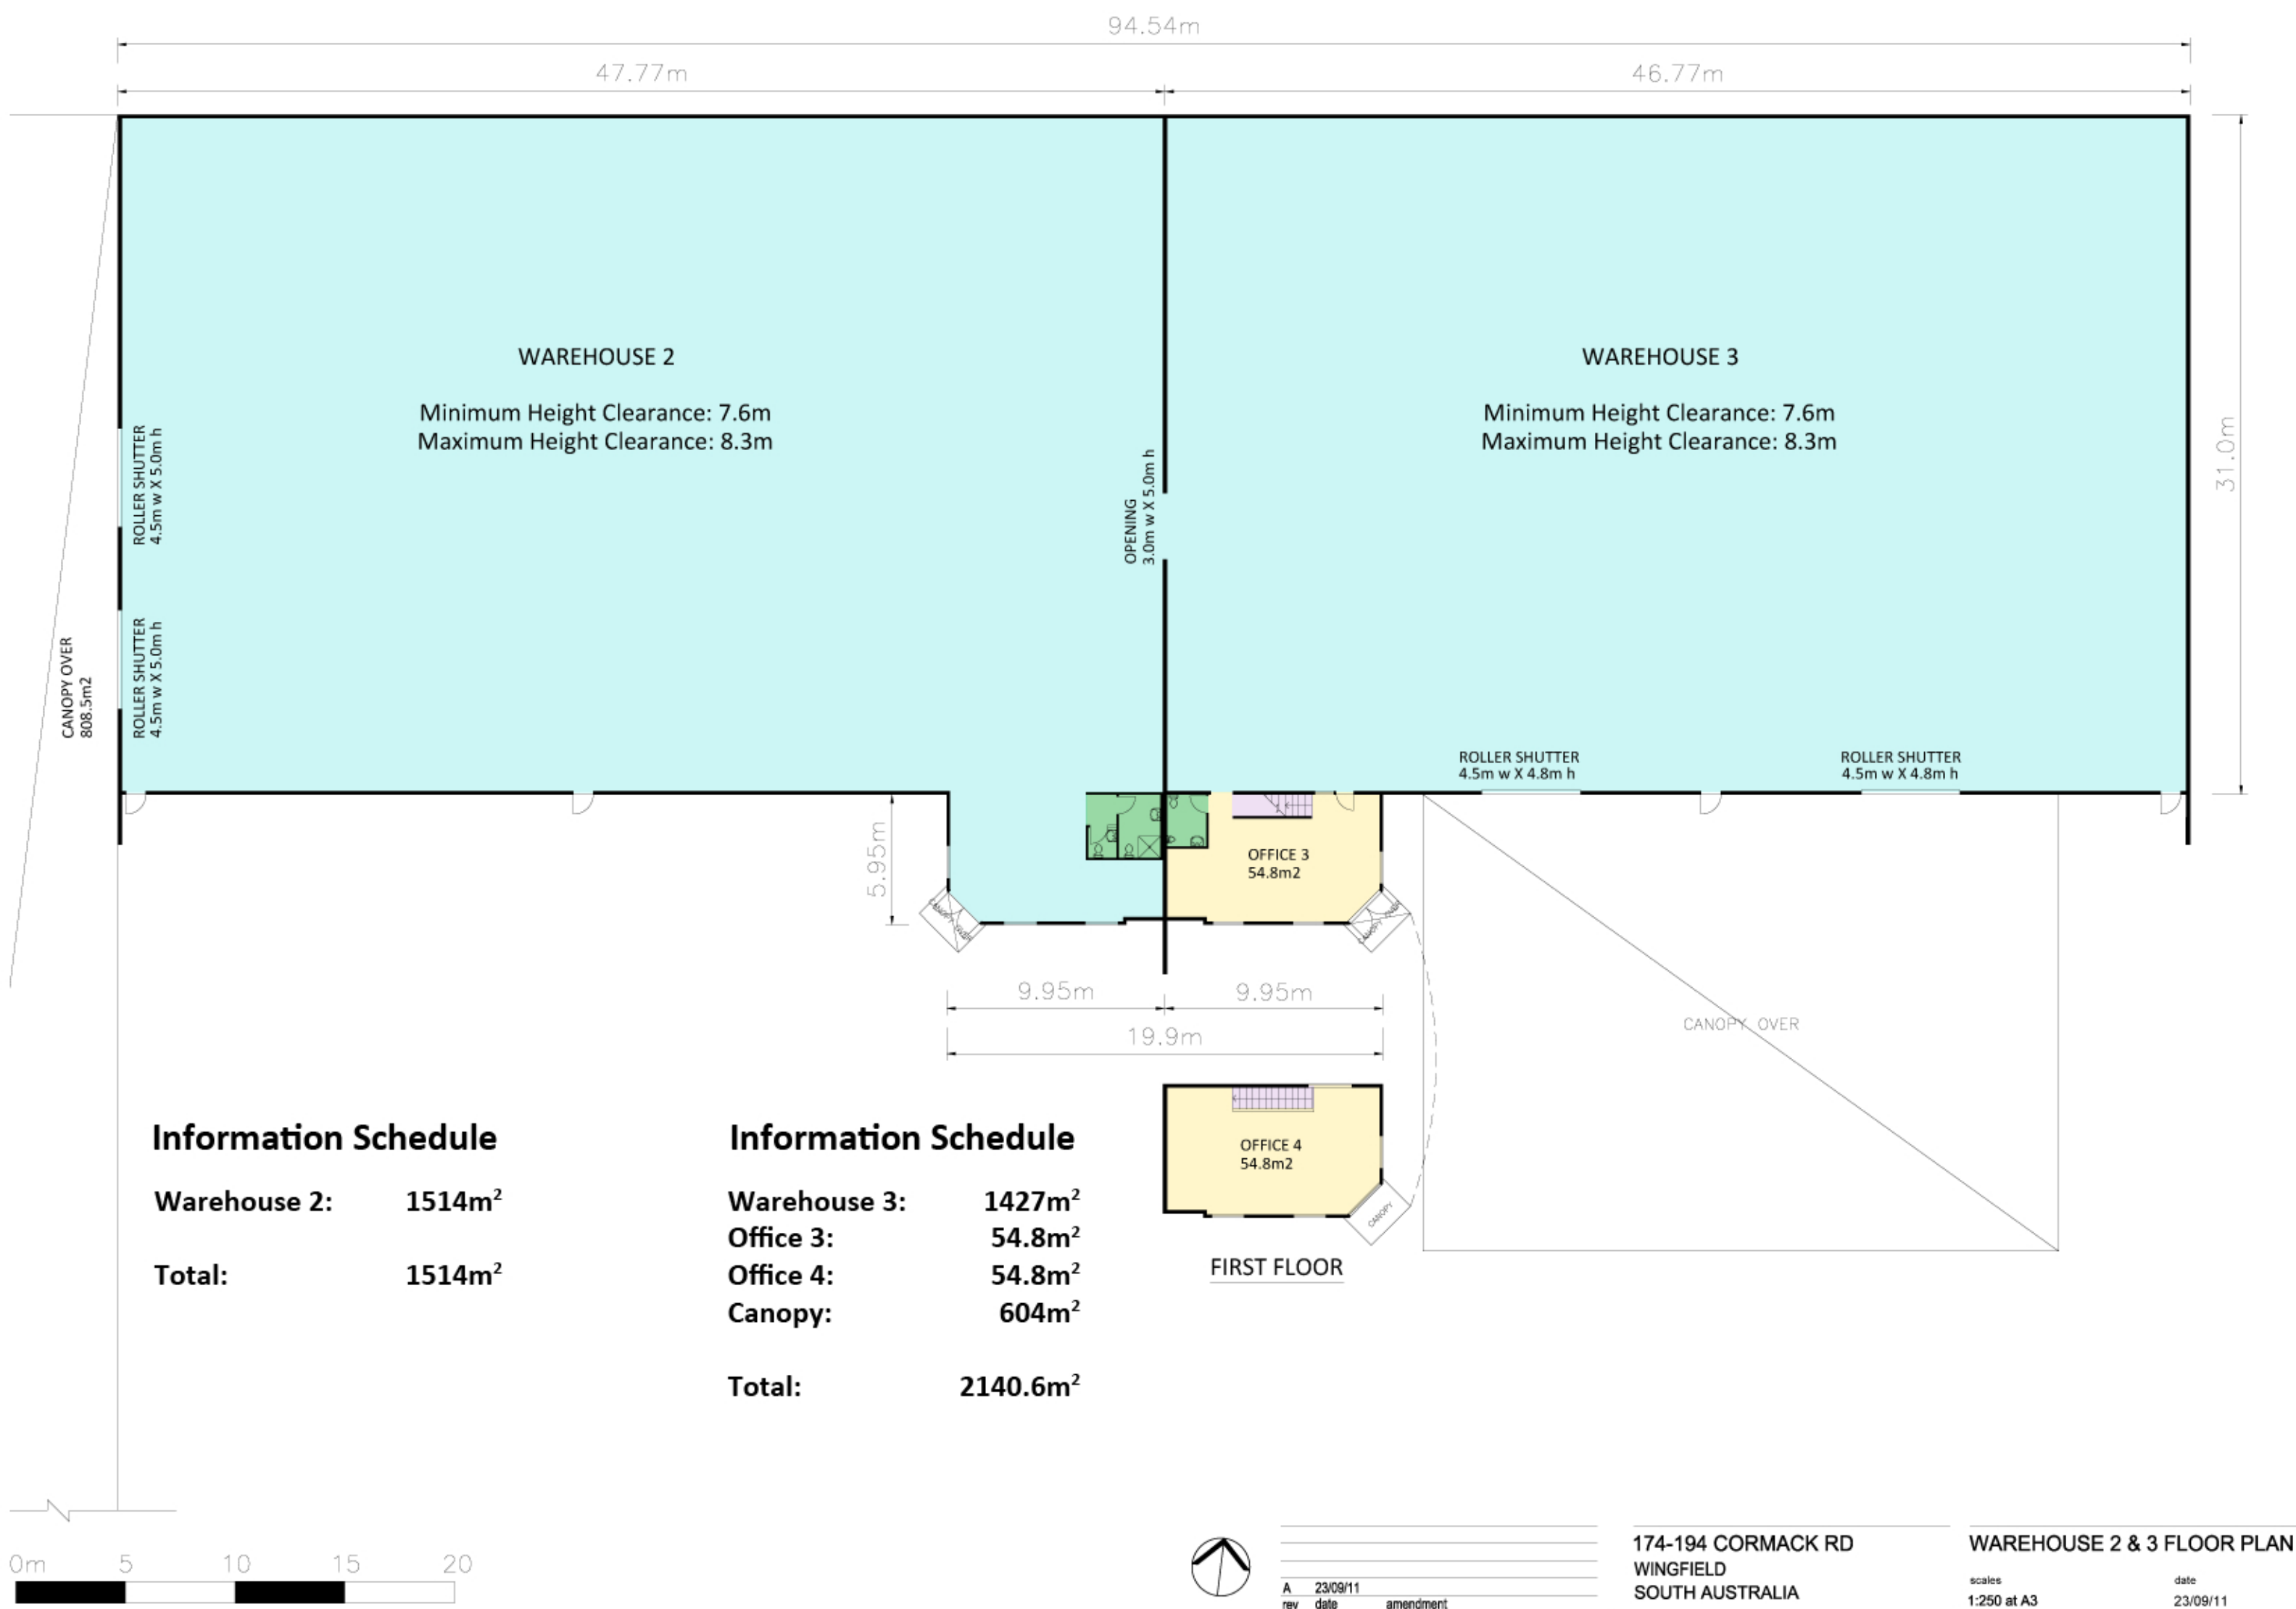 94.54m
47.77m
46.77m
31.0m
WAREHOUSE 2
Minimum Height Clearance: 7.6m
Maximum Height Clearance: 8.3m
WAREHOUSE 3
Minimum Height Clearance: 7.6m
Maximum Height Clearance: 8.3m
ROLLER SHUTTER
4.5m w X 5.0m h
OPENING
3.0m w X 5.0m h
ROLLER SHUTTER
4.5m w X 5.0m h
CANOPY OVER
808.5m2
ROLLER SHUTTER
4.5m w X 4.8m h
ROLLER SHUTTER
4.5m w X 4.8m h
5.95m
OFFICE 3
54.8m2
CANOPY OVER
CANOPY OVER
9.95m
9.95m
19.9m
CANOPY OVER
OFFICE 4
54.8m2
CANOPY
FIRST FLOOR
Information Schedule
Warehouse 2: 1514m²
Total: 1514m²
Information Schedule
Warehouse 3: 1427m²
Office 3: 54.8m²
Office 4: 54.8m²
Canopy: 604m²
Total: 2140.6m²
0m 5 10 15 20
A 23/09/11
rev date amendment
174-194 CORMACK RD
WINGFIELD
SOUTH AUSTRALIA
WAREHOUSE 2 & 3 FLOOR PLAN
scales date
1:250 at A3 23/09/11